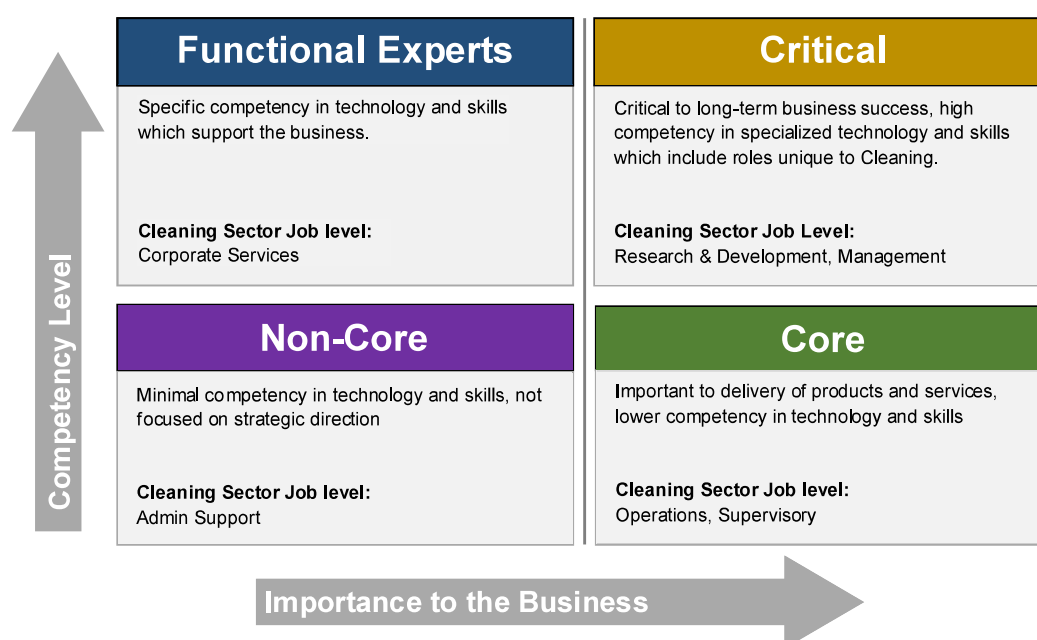 Functional Experts
Specific competency in technology and skills
which support the business.
Cleaning Sector Job level:
Corporate Services
Critical
Critical to long-term business success, high
competency in specialized technology and skills
which include roles unique to Cleaning.
Cleaning Sector Job Level:
Research & Development, Management
Competency Level
Non-Core
Minimal competency in technology and skills, not
focused on strategic direction
Cleaning Sector Job level:
Admin Support
Core
Important to delivery of products and services,
lower competency in technology and skills
Cleaning Sector Job level:
Operations, Supervisory
Importance to the Business